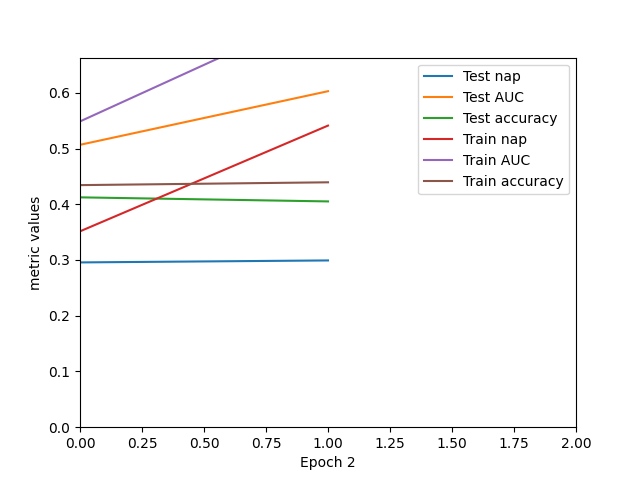 0.6
0.5
0.4
0.3
0.2
0.1
0.0
metric values
0.00 0.25 0.50 0.75 1.00 1.25 1.50 1.75 2.00
Epoch 2
Test nap
Test AUC
Test accuracy
Train nap
Train AUC
Train accuracy